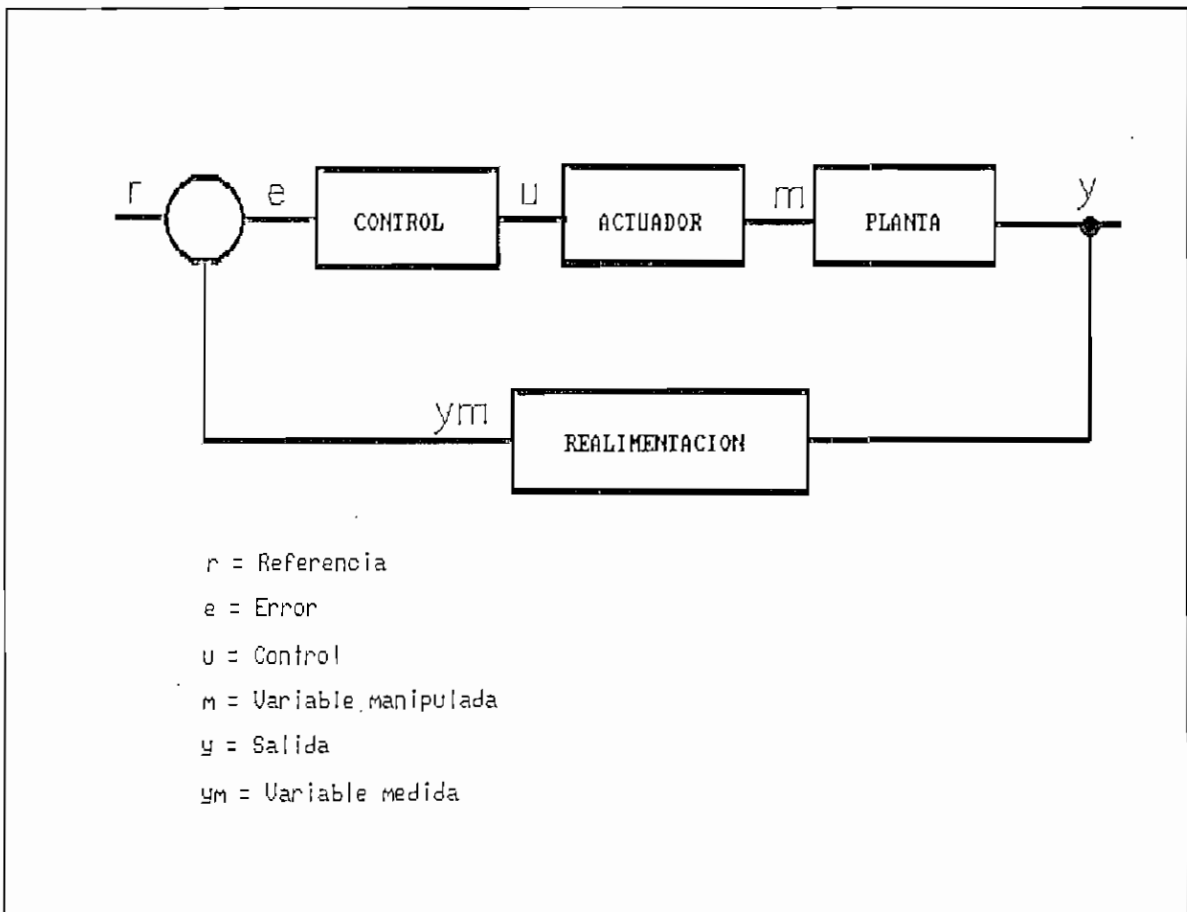 r e u m y
CONTROL ACTUADOR PLANTA
ym
REALIMENTACION
r = Referencia
e = Error
u = Control
m = Variable manipulada
y = Salida
ym = Variable medida